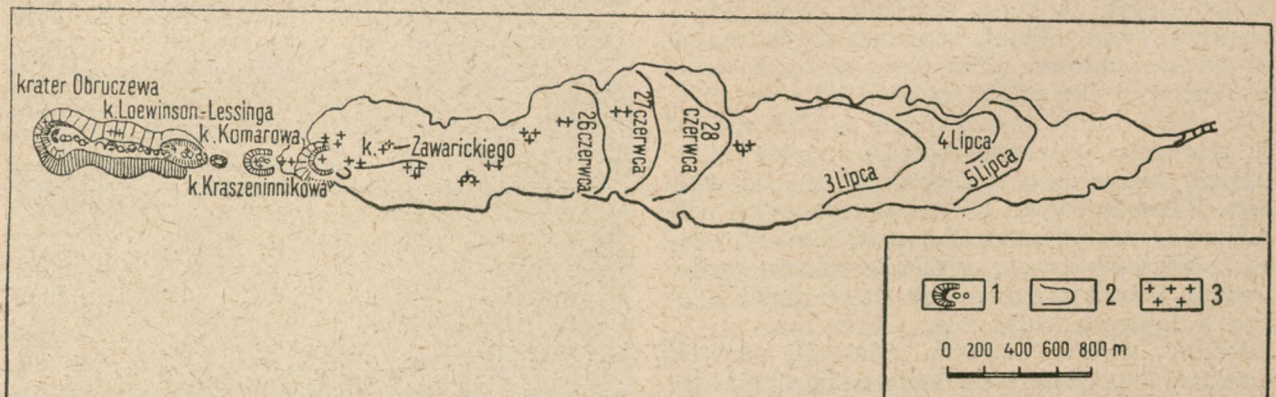 krater Obruczewa
k.Loewinson-Lessinga
k. Komarowa
k. Zawarickiego
k.Kraszeninnikowa
26 czerwca
27 czerwca
28 czerwca
3 Lipca
4 Lipca
5 Lipca
1 2 3
0 200 400 600 800 m